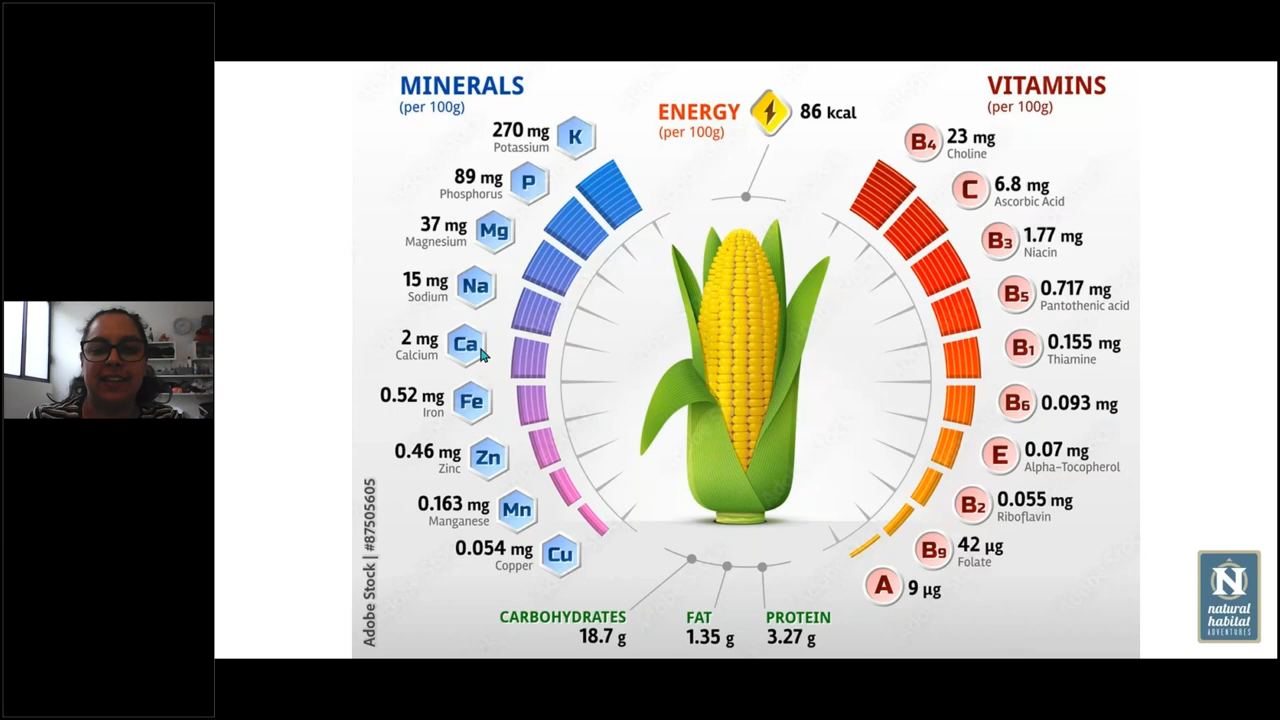 MINERALS
(per 100g)
270 mg
Potassium
K
89 mg
Phosphorus
P
37 mg
Magnesium
Mg
15 mg
Sodium
Na
2 mg
Calcium
Ca
0.52 mg
Iron
Fe
0.46 mg
Zinc
Zn
0.163 mg
Manganese
Mn
0.054 mg
Copper
Cu
ENERGY
(per 100g)
86 kcal
VITAMINS
(per 100g)
B4
23 mg
Choline
C
6.8 mg
Ascorbic Acid
B3
1.77 mg
Niacin
B5
0.717 mg
Pantothenic acid
B1
0.155 mg
Thiamine
B6
0.093 mg
E
0.07 mg
Alpha-Tocopherol
B2
0.055 mg
Riboflavin
B9
42 µg
Folate
A
9 µg
CARBOHYDRATES
18.7 g
FAT
1.35 g
PROTEIN
3.27 g
Adobe Stock | #87505605
N
natural
habitat
ADVENTURES